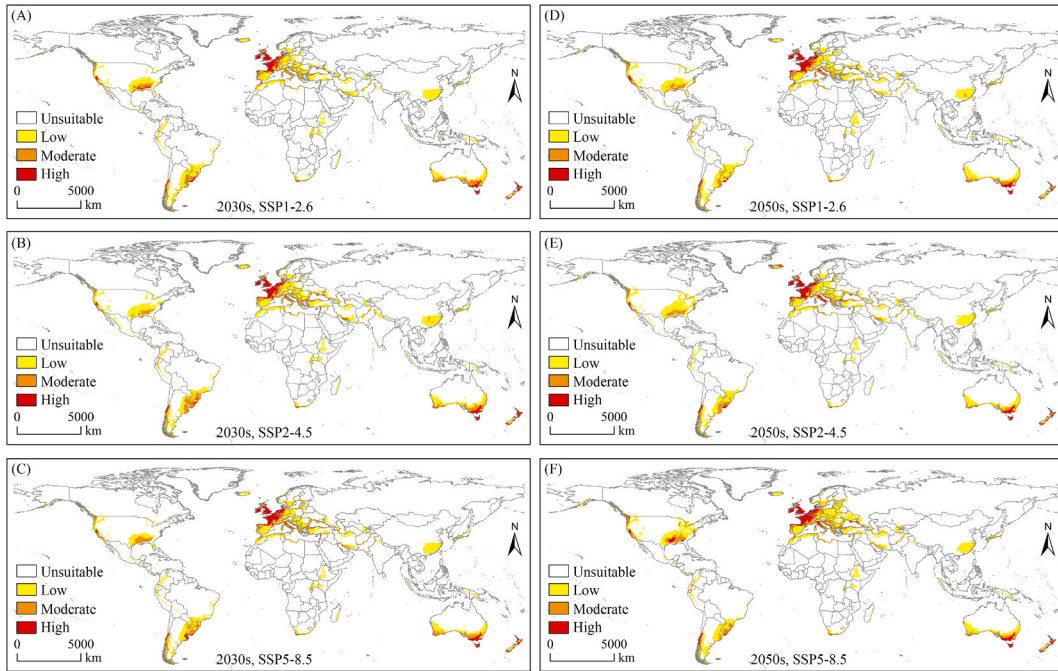 (A)
N
Unsuitable
Low
Moderate
High
0 5000
km
2030s, SSP1-2.6
(D)
N
Unsuitable
Low
Moderate
High
0 5000
km
2050s, SSP1-2.6
(B)
N
Unsuitable
Low
Moderate
High
0 5000
km
2030s, SSP2-4.5
(E)
N
Unsuitable
Low
Moderate
High
0 5000
km
2050s, SSP2-4.5
(C)
N
Unsuitable
Low
Moderate
High
0 5000
km
2030s, SSP5-8.5
(F)
N
Unsuitable
Low
Moderate
High
0 5000
km
2050s, SSP5-8.5